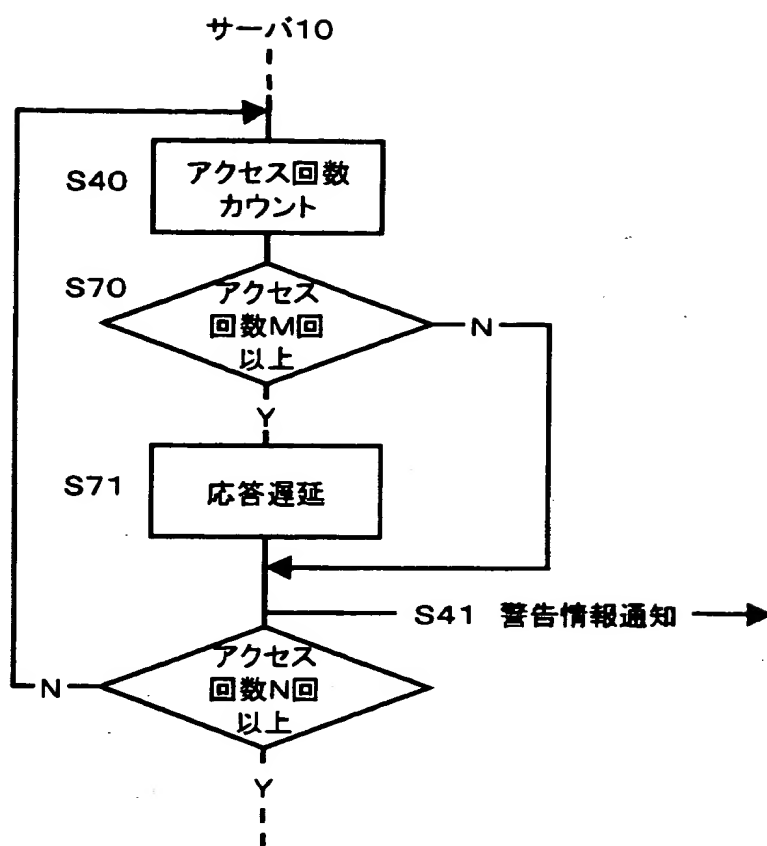 サーバ10
S40
アクセス回数
カウント
S70
アクセス
回数M回
以上
N
Y
S71
応答遅延
S41 警告情報通知
アクセス
回数N回
以上
N
Y